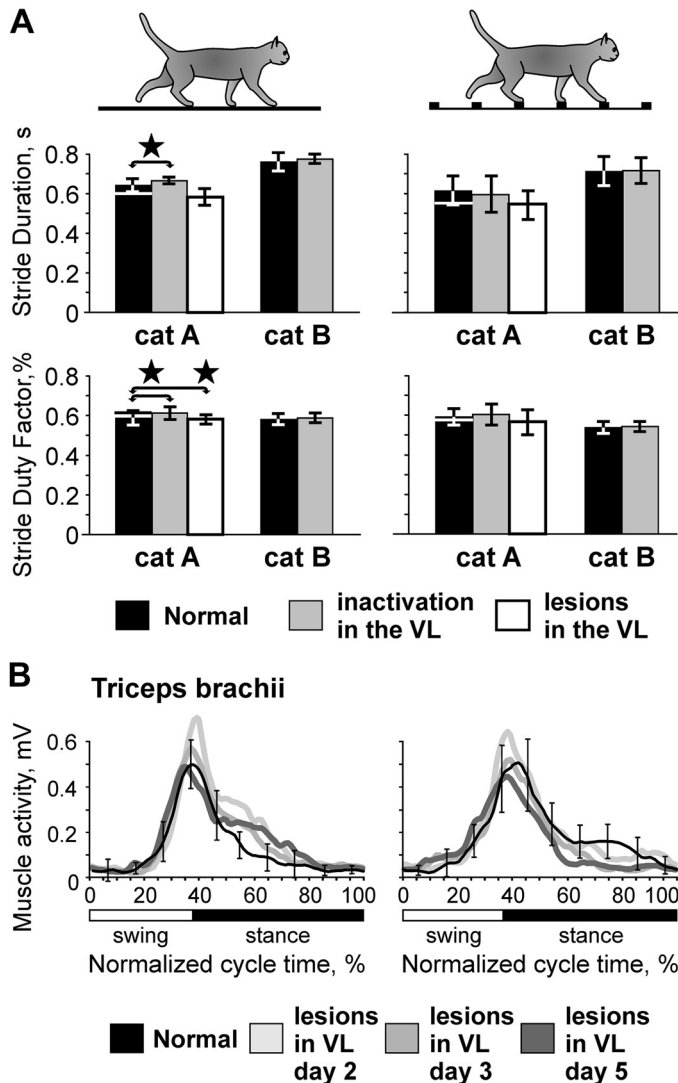 A
Stride Duration, s
0.8
0.6
0.4
0.2
0
cat A
cat B
cat A
cat B
Stride Duty Factor,%
0.8
0.6
0.4
0.2
0
cat A
cat B
cat A
cat B
Normal
inactivation
in the VL
lesions
in the VL
B
Triceps brachii
Muscle activity, mV
0.6
0.4
0.2
0
0 20 40 60 80 100
0 20 40 60 80 100
swing
stance
swing
stance
Normalized cycle time, %
Normalized cycle time, %
Normal
lesions
in VL
day 2
lesions
in VL
day 3
lesions
in VL
day 5